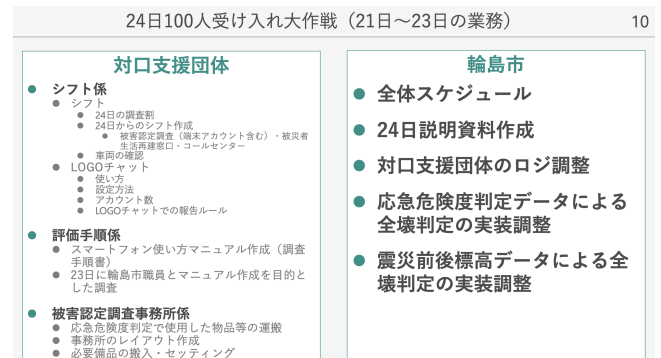 24日100人受け入れ大作戦（21日〜23日の業務）
10
対口支援団体
シフト係
シフト
24日の調査割
24日からのシフト作成
被害認定調査（端末アカウント含む）・被災者
生活再建窓口・コールセンター
車両の確認
LOGOチャット
使い方
設定方法
アカウント数
LOGOチャットでの報告ルール
評価手順係
スマートフォン使い方マニュアル作成（調査
手順書）
23日に輪島市職員とマニュアル作成を目的と
した調査
被害認定調査事務所係
応急危険度判定で使用した物品等の運搬
事務所のレイアウト作成
必要備品の搬入・セッティング
輪島市
全体スケジュール
24日説明資料作成
対口支援団体のロジ調整
応急危険度判定データによる
全壊判定の実装調整
震災前後標高データによる全
壊判定の実装調整